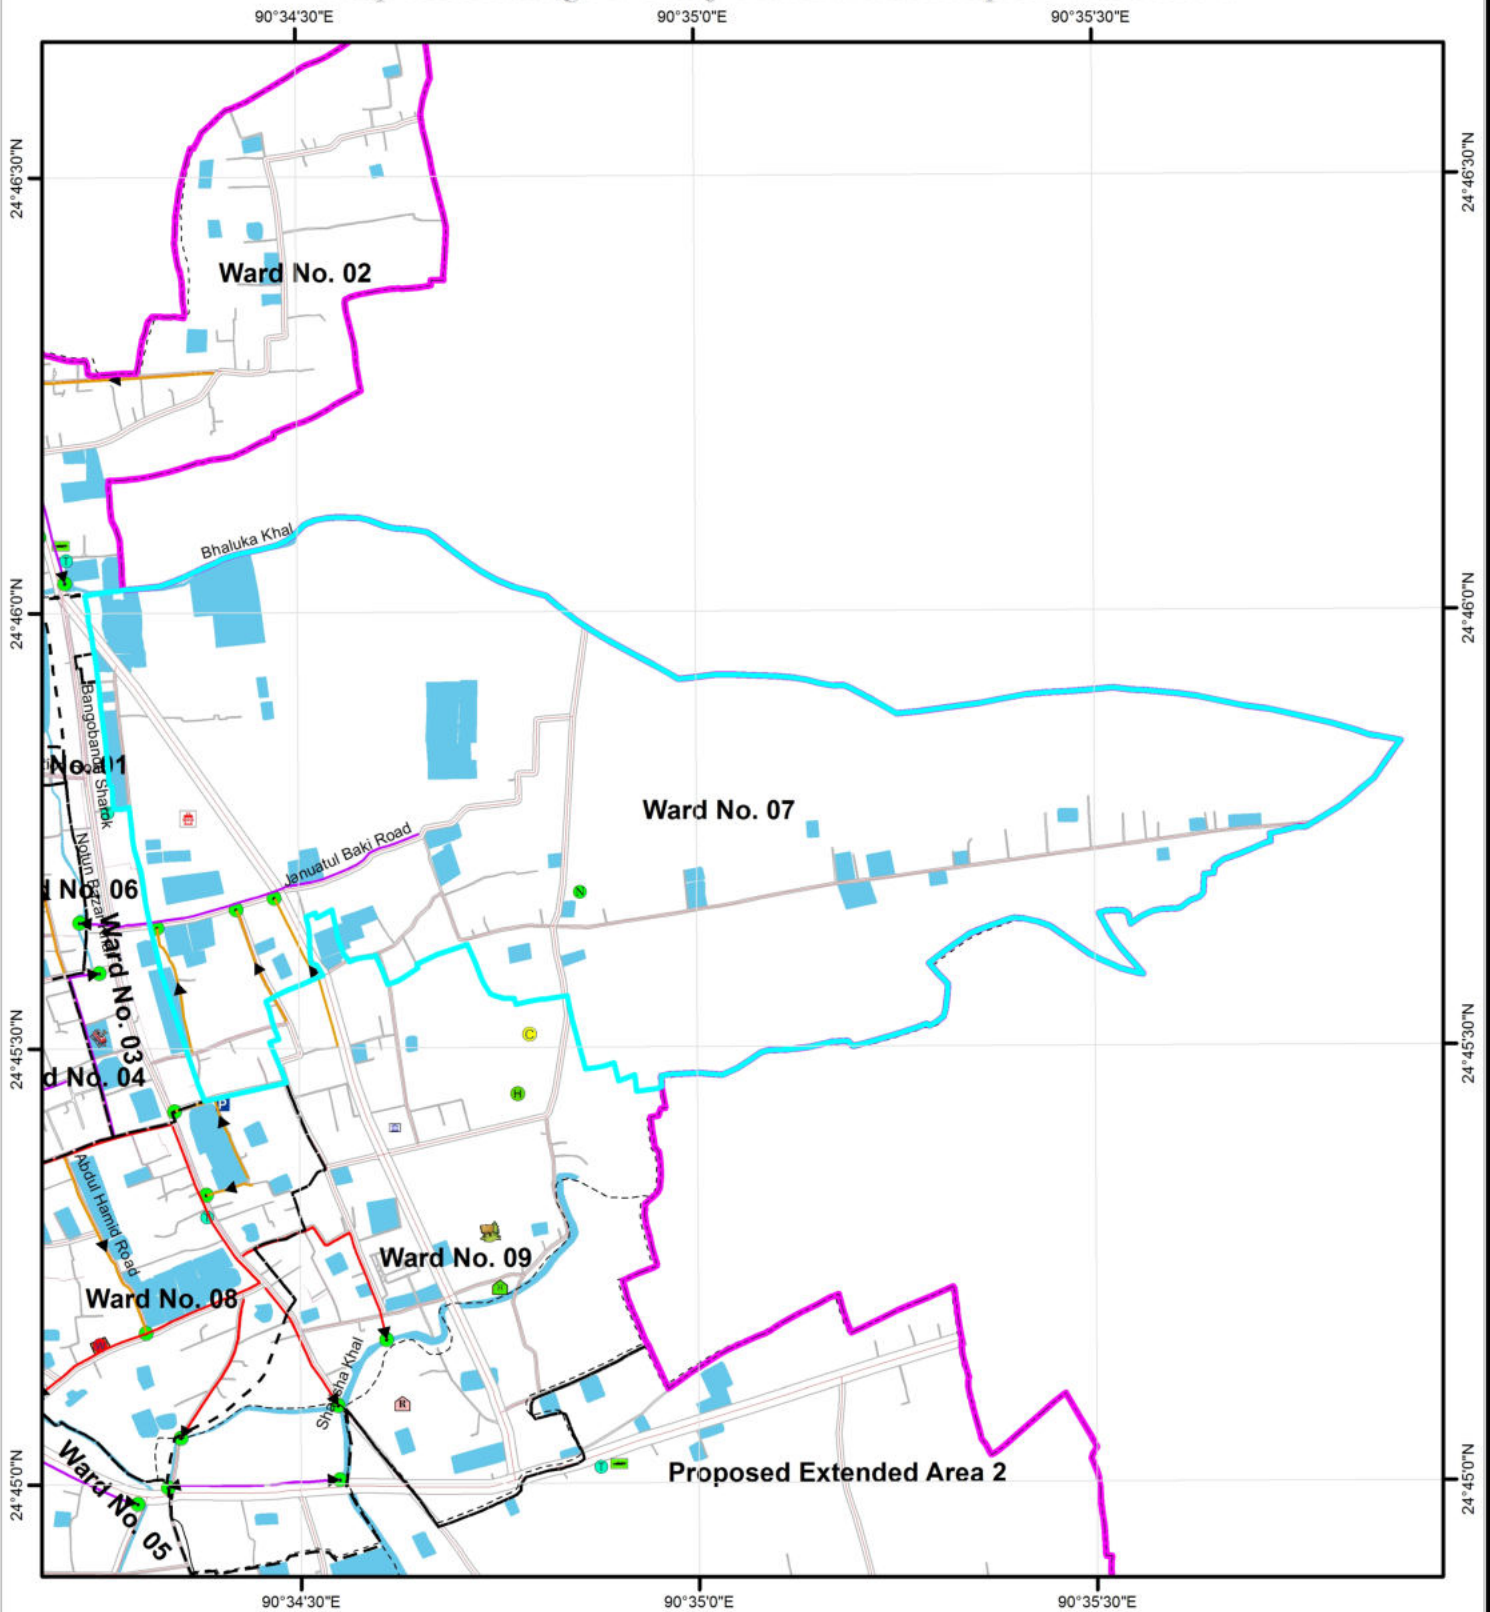 90°34'30"E
90°35'0"E
90°35'30"E
24°46'30"N
24°46'30"N
Ward No. 02
Bhaluka Khal
T
24°46'0"N
24°46'0"N
Bangobandu Sharok
No. 01
Ward No. 07
Januatul Baki Road
Notun Bazar Khal
d No. 06
N
Ward No. 03
C
24°45'30"N
24°45'30"N
d No. 04
H
P
Abdul Hamid Road
Ward No. 09
Ward No. 08
R
T
Proposed Extended Area 2
24°45'0"N
24°45'0"N
Ward No. 05
90°34'30"E
90°35'0"E
90°35'30"E